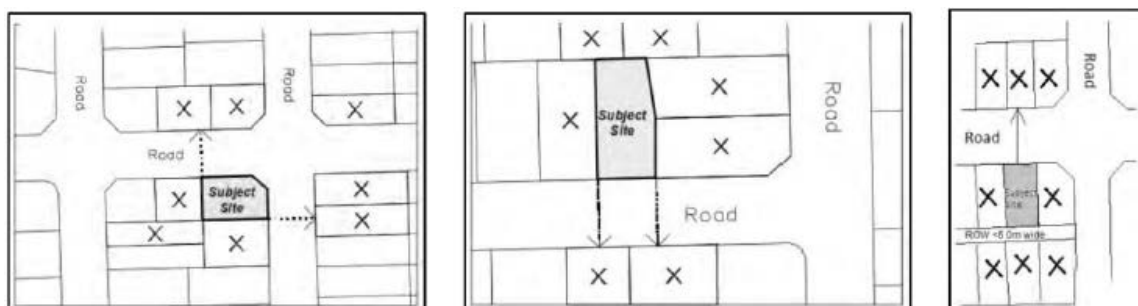 Road
Road
X X X
Road
X
Subject
Site
X
X
X
X
X X
X
Subject
Site
X
X
Road
Road
X X
X X X
Road
Road
X
Subject
Site
X
ROW <6.0m wide
X X X